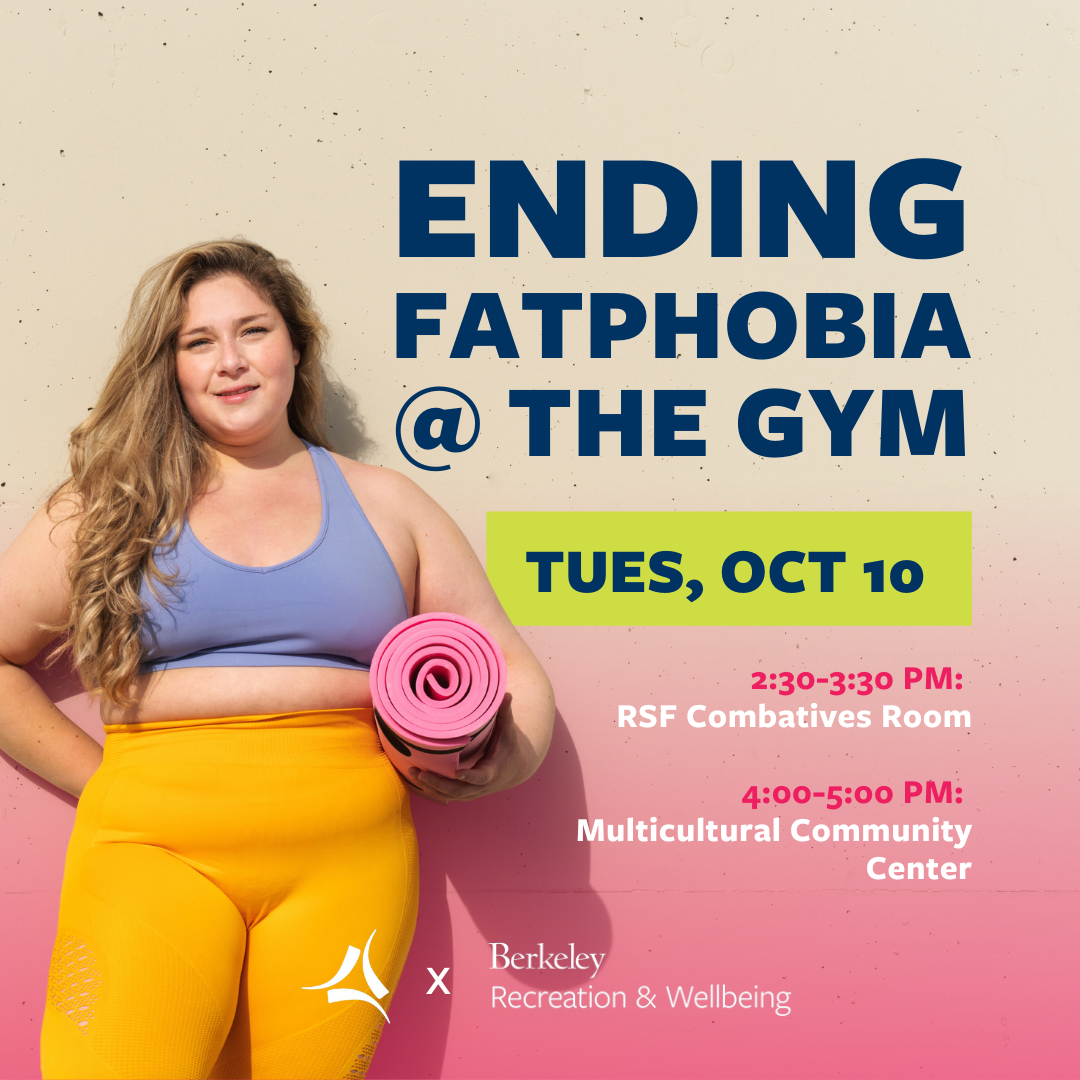 ENDING
FATPHOBIA
@ THE GYM
TUES, OCT 10
2:30-3:30 PM:
RSF Combatives Room
4:00-5:00 PM:
Multicultural Community
Center
X
Berkeley
Recreation & Wellbeing